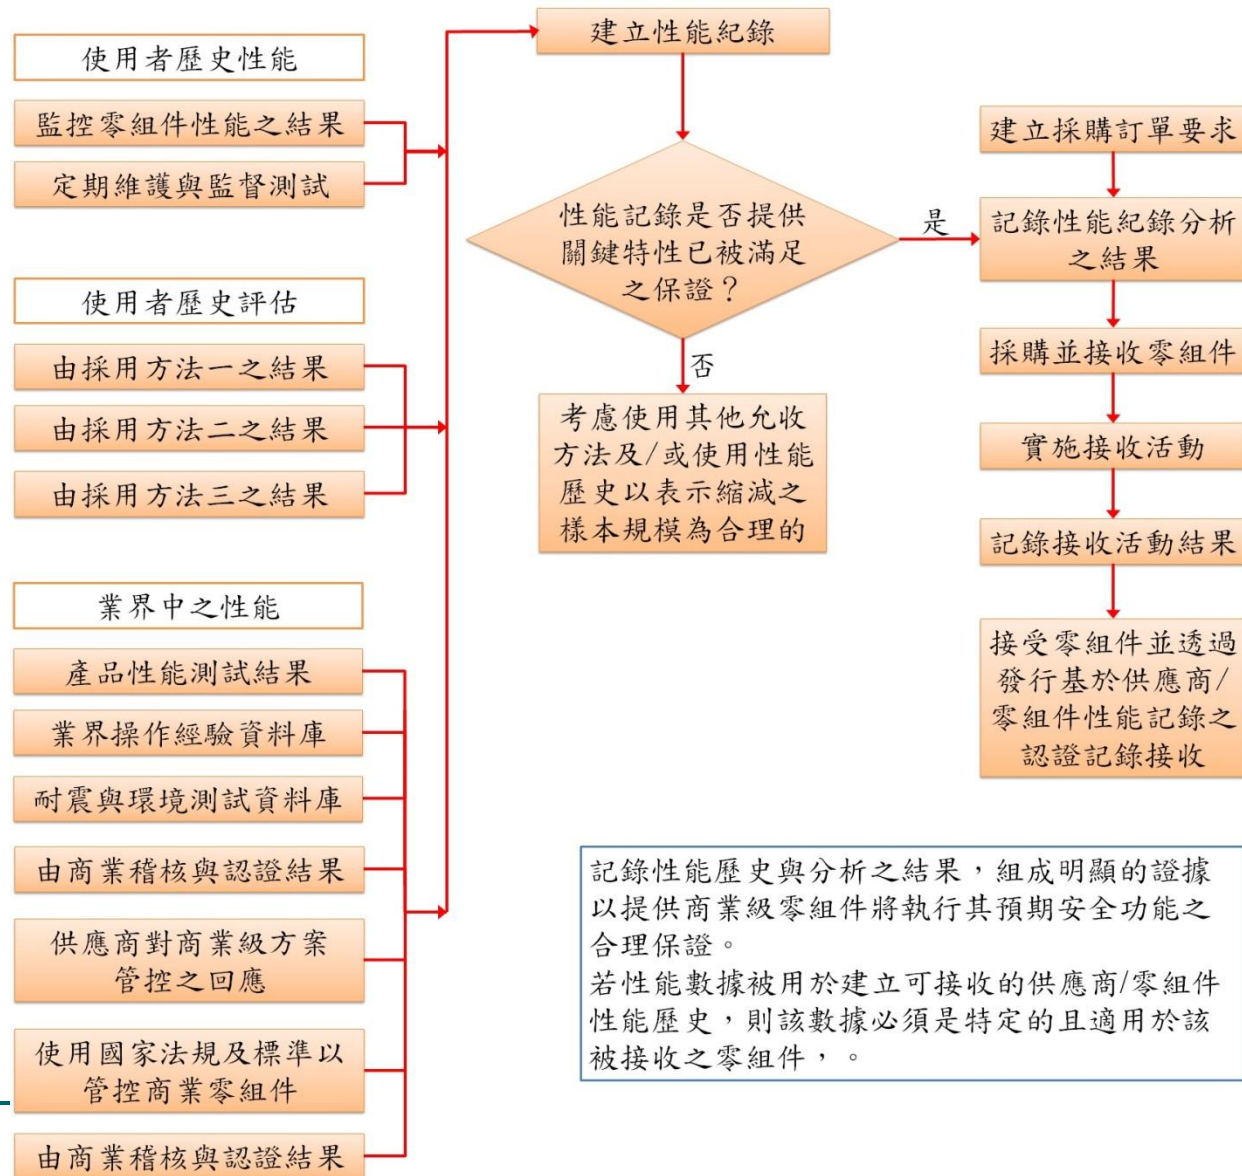 使用者歷史性能
監控零組件性能之結果
定期維護與監督測試
使用者歷史評估
由採用方法一之結果
由採用方法二之結果
由採用方法三之結果
業界中之性能
產品性能測試結果
業界操作經驗資料庫
耐震與環境測試資料庫
由商業稽核與認證結果
供應商對商業級方案
管控之回應
使用國家法規及標準以
管控商業零組件
由商業稽核與認證結果
建立性能紀錄
性能記錄是否提供
關鍵特性已被滿足
之保證？
是
否
考慮使用其他允收
方法及/或使用性能
歷史以表示縮減之
樣本規模為合理的
建立採購訂單要求
記錄性能紀錄分析
之結果
採購並接收零組件
實施接收活動
記錄接收活動結果
接受零組件並透過
發行基於供應商/
零組件性能記錄之
認證記錄接收
記錄性能歷史與分析之結果，組成明顯的證據
以提供商業級零組件將執行其預期安全功能之
合理保證。
若性能數據被用於建立可接收的供應商/零組件
性能歷史，則該數據必須是特定的且適用於該
被接收之零組件，。